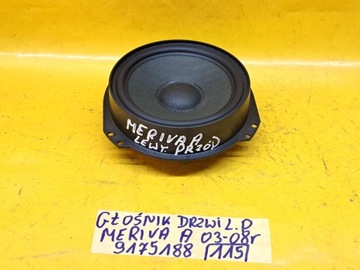 MERIVA A
LEWY PRZÓD
GŁOŚNIK DRZWI L.P
MERIVA A 03-08r
9175188 [115]